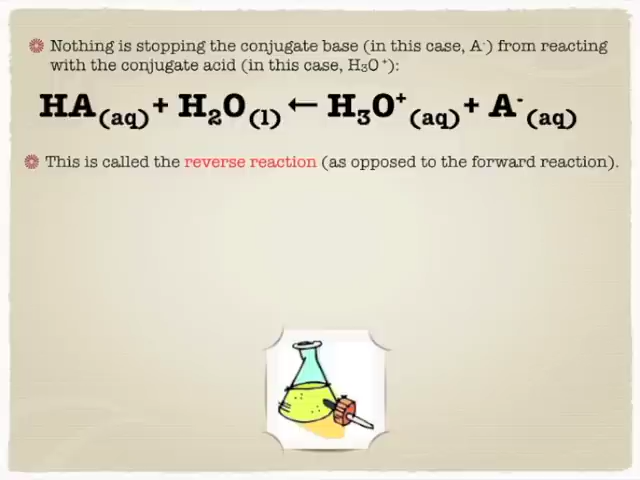 Nothing is stopping the conjugate base (in this case, A⁻) from reacting
with the conjugate acid (in this case, H₃O⁺):
HA(aq) + H₂O(l) ← H₃O⁺(aq) + A⁻(aq)
This is called the reverse reaction (as opposed to the forward reaction).